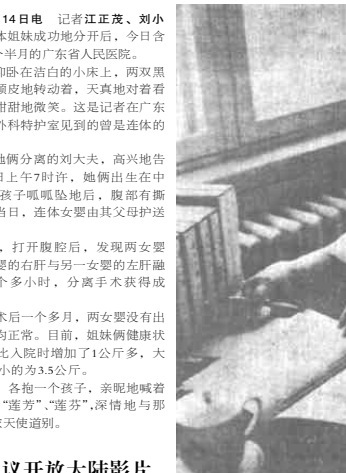 14日电 记者江正茂、刘小
体姐妹成功地分开后，今日含
个半月的广东省人民医院。
仰卧在洁白的小床上，两双黑
顽皮地转动着，天真地对着看
甜甜地微笑。这是记者在广东
外科特护室见到的曾是连体的
她俩分离的刘大夫，高兴地告
日上午7时许，她俩出生在中
孩子呱呱坠地后，腹部有撕
当日，连体女婴由其父母护送
，打开腹腔后，发现两女婴
婴的右肝与另一女婴的左肝融
个多小时，分离手术获得成
术后一个多月，两女婴没有出
均正常。目前，姐妹俩健康状
比入院时增加了1公斤多，大
小的为3.5公斤。
各抱一个孩子，亲昵地喊着
“莲芳”、“莲芬”，深情地与那
天使道别。
议开放大陆影片